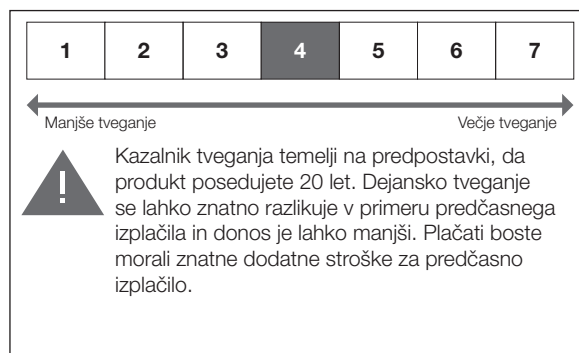 1 2 3 4 5 6 7
Manjše tveganje Večje tveganje
Kazalnik tveganja temelji na predpostavki, da
produkt posedujete 20 let. Dejansko tveganje
se lahko znatno razlikuje v primeru predčasnega
izplačila in donos je lahko manjši. Plačati boste
morali znatne dodatne stroške za predčasno
izplačilo.